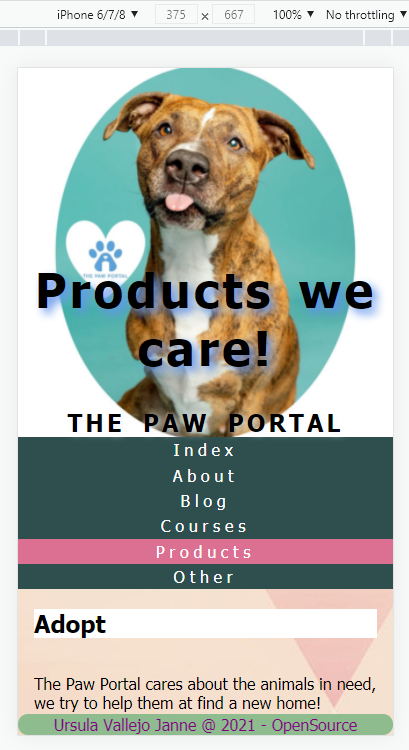 iPhone 6/7/8 ▼ 375 x 667 100% ▼ No throttling ▼
THE PAW PORTAL
Products we
care!
THE PAW PORTAL
Index
About
Blog
Courses
Products
Other
Adopt
The Paw Portal cares about the animals in need,
we try to help them at find a new home!
Ursula Vallejo Janne @ 2021 - OpenSource